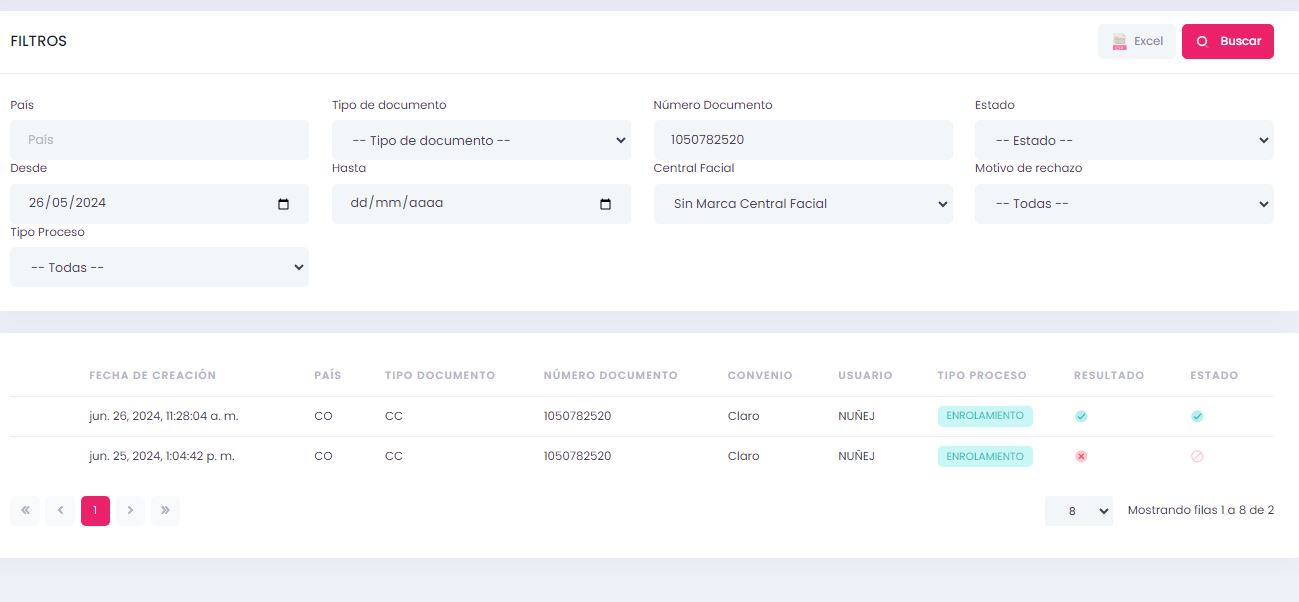 FILTROS
Excel
Buscar
País
Tipo de documento
Número Documento
Estado
País
-- Tipo de documento --
1050782520
-- Estado --
Desde
Hasta
Central Facial
Motivo de rechazo
26/05/2024
dd/mm/aaaa
Sin Marca Central Facial
-- Todas --
Tipo Proceso
-- Todas --
FECHA DE CREACIÓN PAÍS TIPO DOCUMENTO NÚMERO DOCUMENTO CONVENIO USUARIO TIPO PROCESO RESULTADO ESTADO
jun. 26, 2024, 11:28:04 a. m. CO CC 1050782520 Claro NUÑEJ ENROLAMIENTO
jun. 25, 2024, 1:04:42 p. m. CO CC 1050782520 Claro NUÑEJ ENROLAMIENTO
« ‹ 1 › »
8
Mostrando filas 1 a 8 de 2